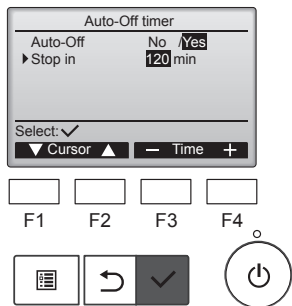 Auto-Off timer
Auto-Off No / Yes
Stop in 120 min
Select:✓
▼ Cursor ▲ − Time +
F1 F2 F3 F4